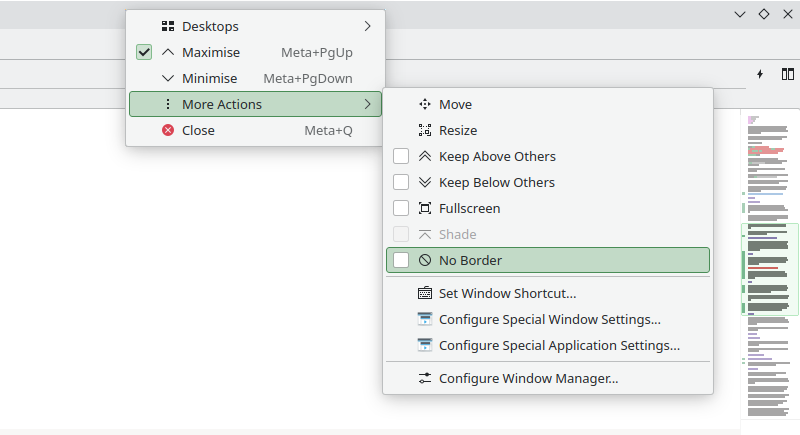 Desktops
Maximise Meta+PgUp
Minimise Meta+PgDown
More Actions
Close Meta+Q
Move
Resize
Keep Above Others
Keep Below Others
Fullscreen
Shade
No Border
Set Window Shortcut...
Configure Special Window Settings...
Configure Special Application Settings...
Configure Window Manager...